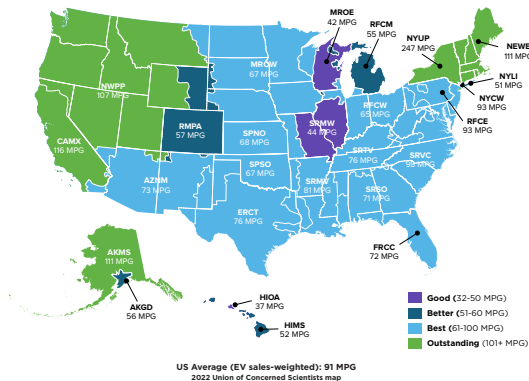 MROE
42 MPG
RFCM
55 MPG
NYUP
247 MPG
NEWE
111 MPG
NYLI
51 MPG
NYCW
93 MPG
RFCE
93 MPG
MROW
67 MPG
NWPP
107 MPG
RMPA
57 MPG
CAMX
116 MPG
SPNO
68 MPG
SRMW
44 MPG
RFCW
65 MPG
SRTV
76 MPG
SRVC
98 MPG
AZNM
73 MPG
SPSO
67 MPG
SRMV
81 MPG
SRSO
71 MPG
ERCT
76 MPG
FRCC
72 MPG
AKMS
111 MPG
AKGD
56 MPG
HIOA
37 MPG
HIMS
52 MPG
Good (32-50 MPG)
Better (51-60 MPG)
Best (61-100 MPG)
Outstanding (101+ MPG)
US Average (EV sales-weighted): 91 MPG
2022 Union of Concerned Scientists map